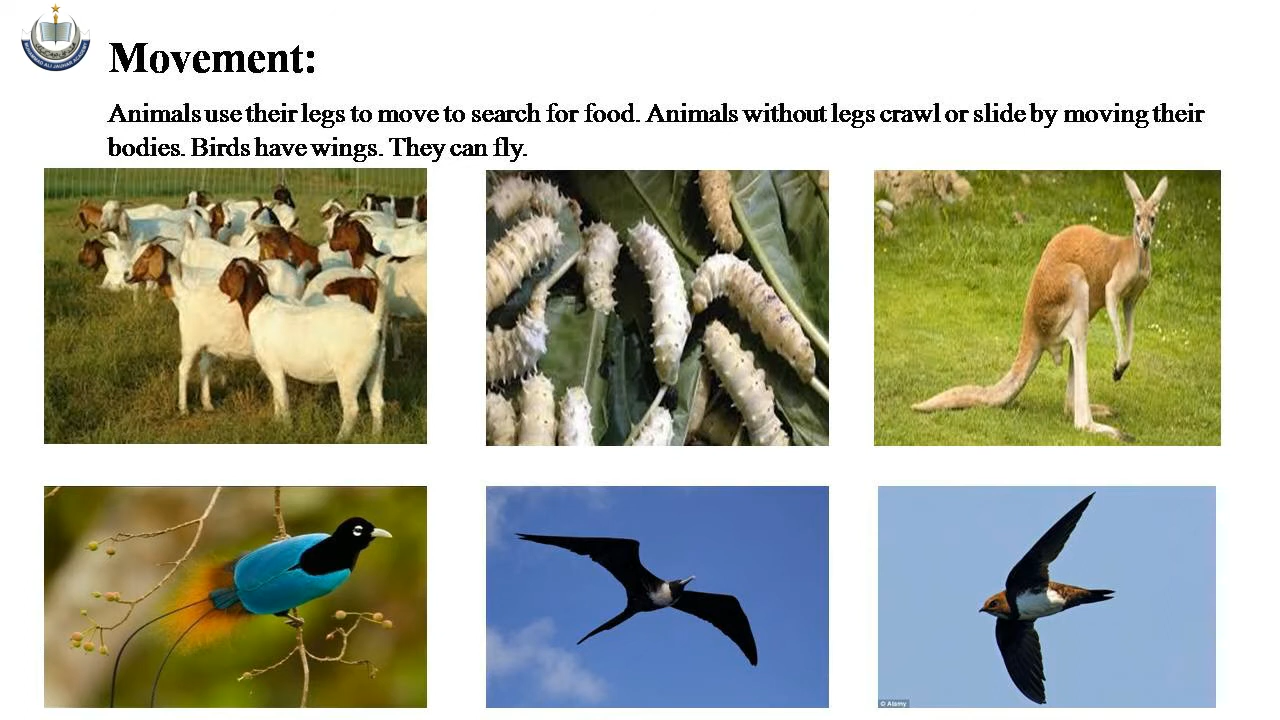 Movement:
Animals use their legs to move to search for food. Animals without legs crawl or slide by moving their
bodies. Birds have wings. They can fly.
© Alamy